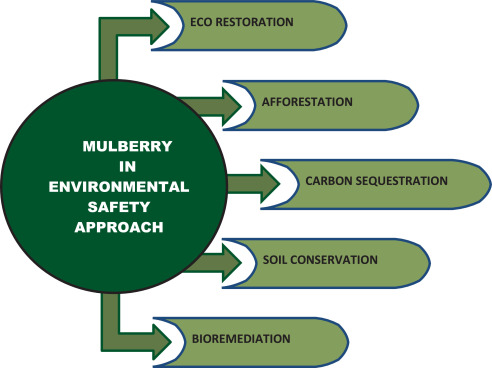 MULBERRY
IN
ENVIRONMENTAL
SAFETY
APPROACH
ECO RESTORATION
AFFORESTATION
CARBON SEQUESTRATION
SOIL CONSERVATION
BIOREMEDIATION